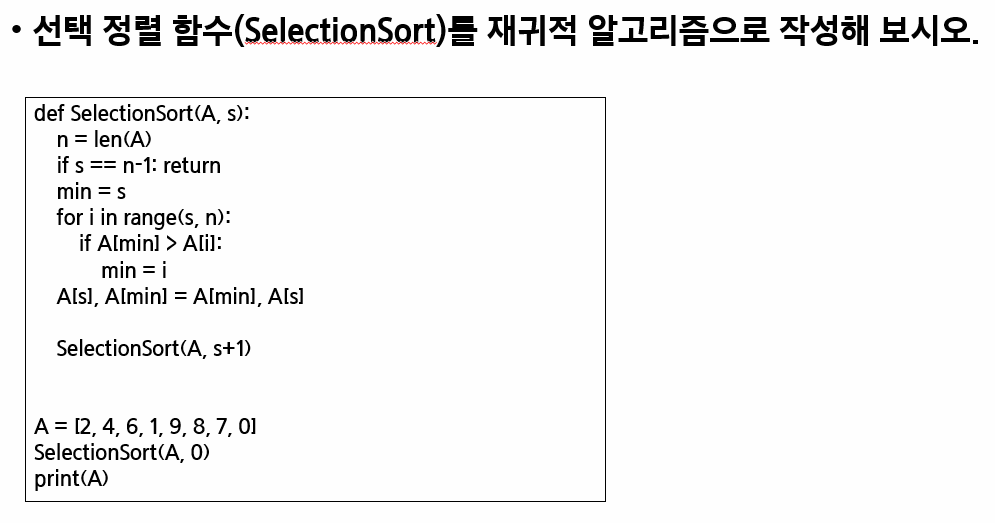 • 선택 정렬 함수(SelectionSort)를 재귀적 알고리즘으로 작성해 보시오.
def SelectionSort(A, s):
n = len(A)
if s == n-1: return
min = s
for i in range(s, n):
if A[min] > A[i]:
min = i
A[s], A[min] = A[min], A[s]
SelectionSort(A, s+1)
A = [2, 4, 6, 1, 9, 8, 7, 0]
SelectionSort(A, 0)
print(A)